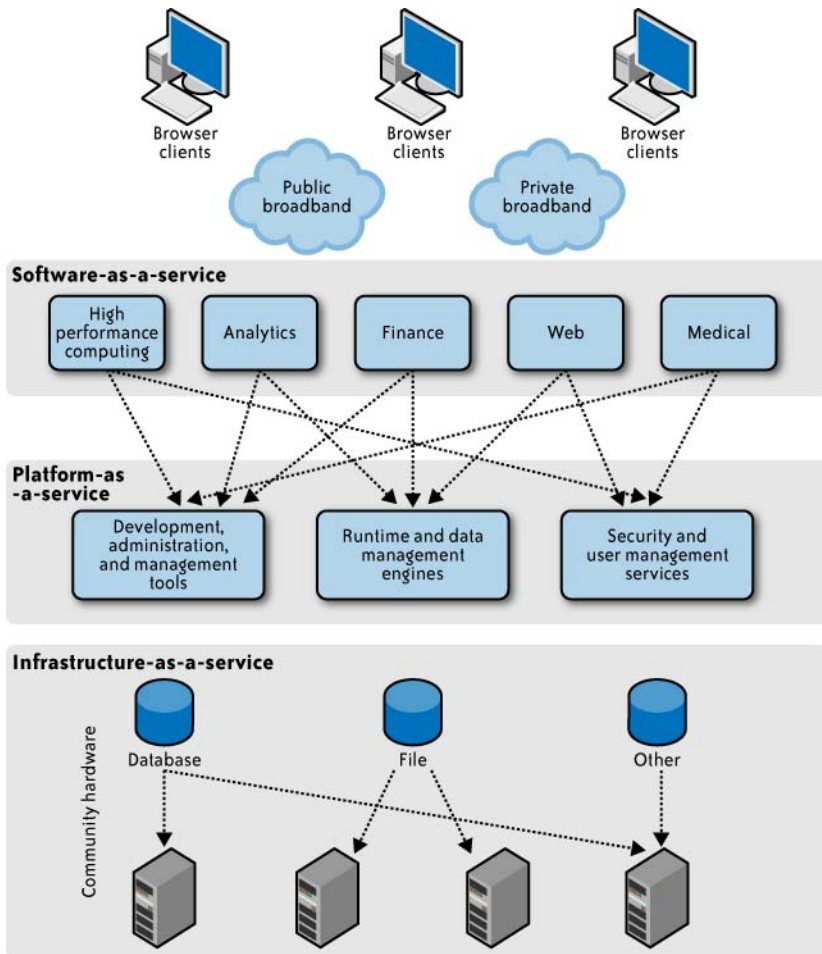 Browser
clients
Browser
clients
Browser
clients
Public
broadband
Private
broadband
Software-as-a-service
High
performance
computing
Analytics
Finance
Web
Medical
Platform-as
-a-service
Development,
administration,
and management
tools
Runtime and data
management
engines
Security and
user management
services
Infrastructure-as-a-service
Community hardware
Database
File
Other